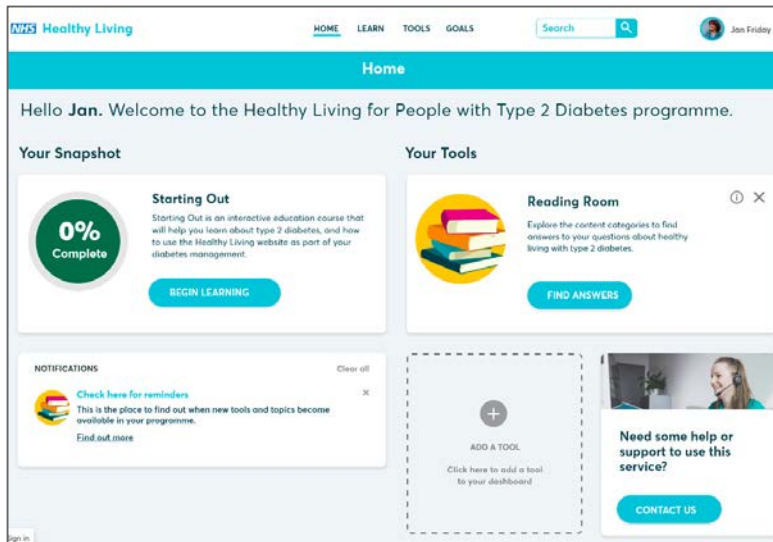 NHS Healthy Living
HOME LEARN TOOLS GOALS
Search
Jan Friday
Home
Hello Jan. Welcome to the Healthy Living for People with Type 2 Diabetes programme.
Your Snapshot
Starting Out
0%
Complete
Starting Out is an interactive education course that
will help you learn about type 2 diabetes, and how
to use the Healthy Living website as part of your
diabetes management.
BEGIN LEARNING
NOTIFICATIONS
Clear all
Check here for reminders
This is the place to find out when new tools and topics become
available in your programme.
Find out more
Your Tools
Reading Room
Explore the content categories to find
answers to your questions about healthy
living with type 2 diabetes.
FIND ANSWERS
ADD A TOOL
Click here to add a tool
to your dashboard
Need some help or
support to use this
service?
CONTACT US
Sign in